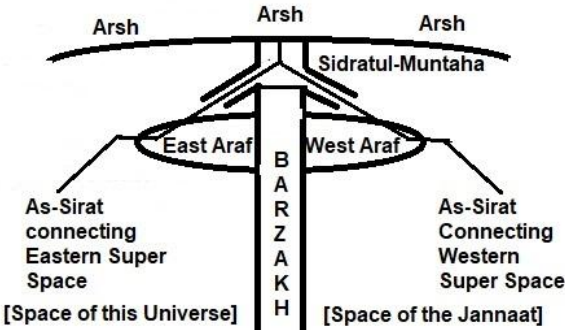 Arsh Arsh Arsh
Sidratul-Muntaha
East Araf West Araf
BARZAKH
As-Sirat
connecting
Eastern Super
Space
[Space of this Universe]
As-Sirat
Connecting
Western
Super Space
[Space of the Jannaat]